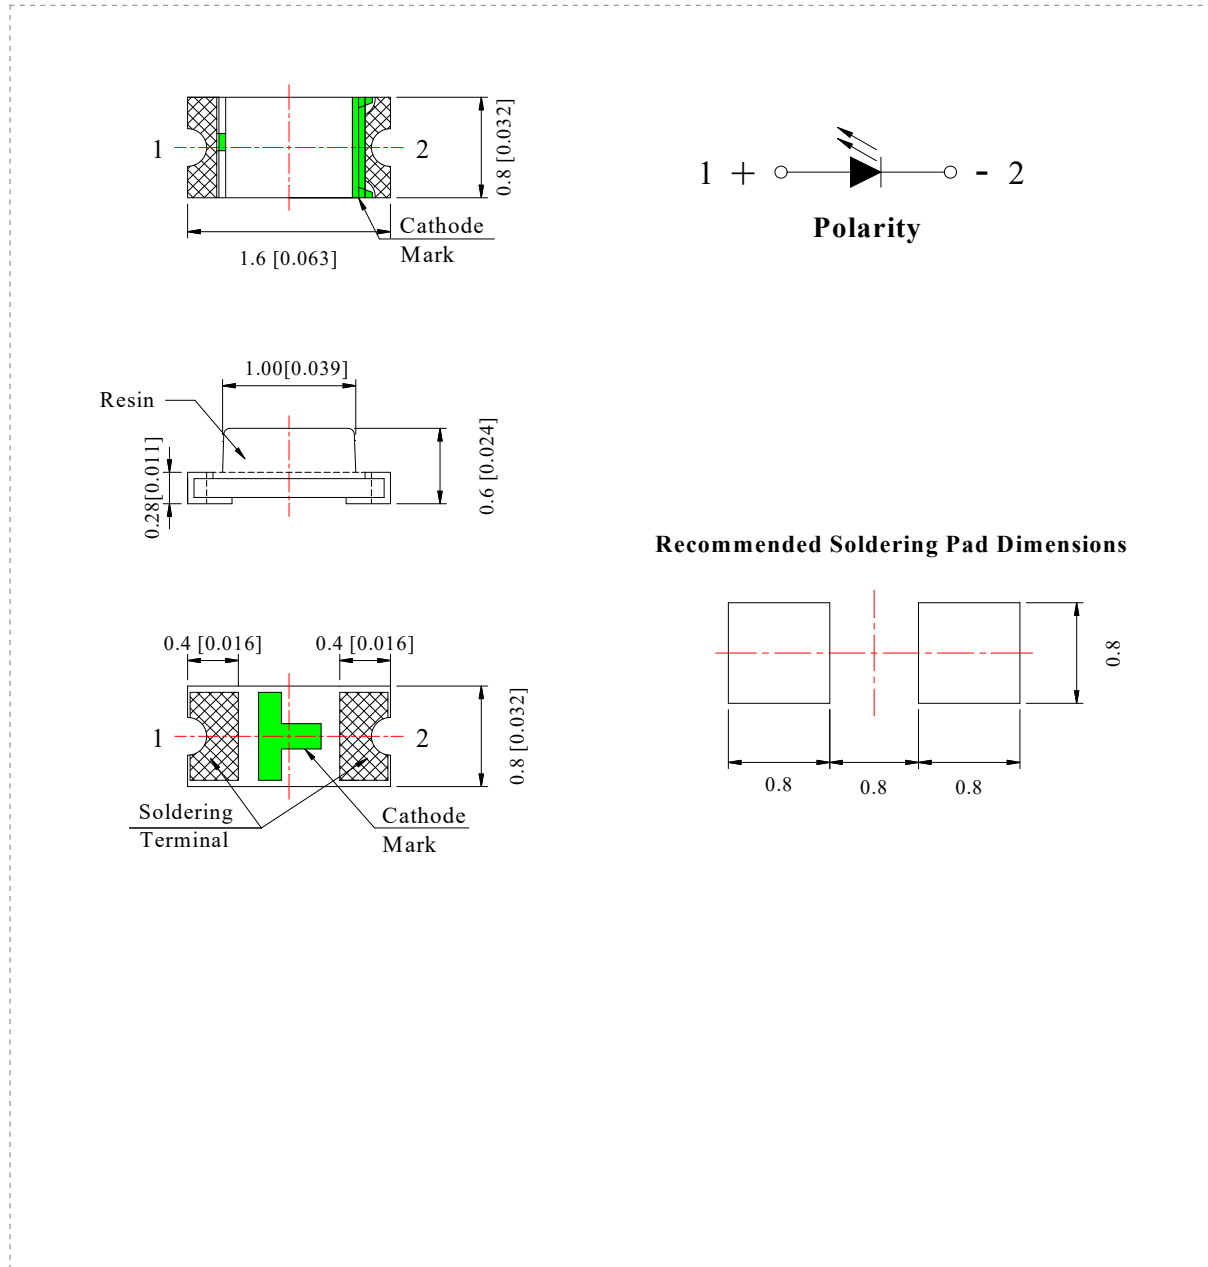 1
2
0.8 [0.032]
Cathode
Mark
1.6 [0.063]
1 + - 2
Polarity
1.00[0.039]
Resin
0.28[0.011]
0.6 [0.024]
Recommended Soldering Pad Dimensions
0.8
0.8
0.8
0.8
0.4 [0.016]
0.4 [0.016]
1
2
0.8 [0.032]
Soldering
Terminal
Cathode
Mark